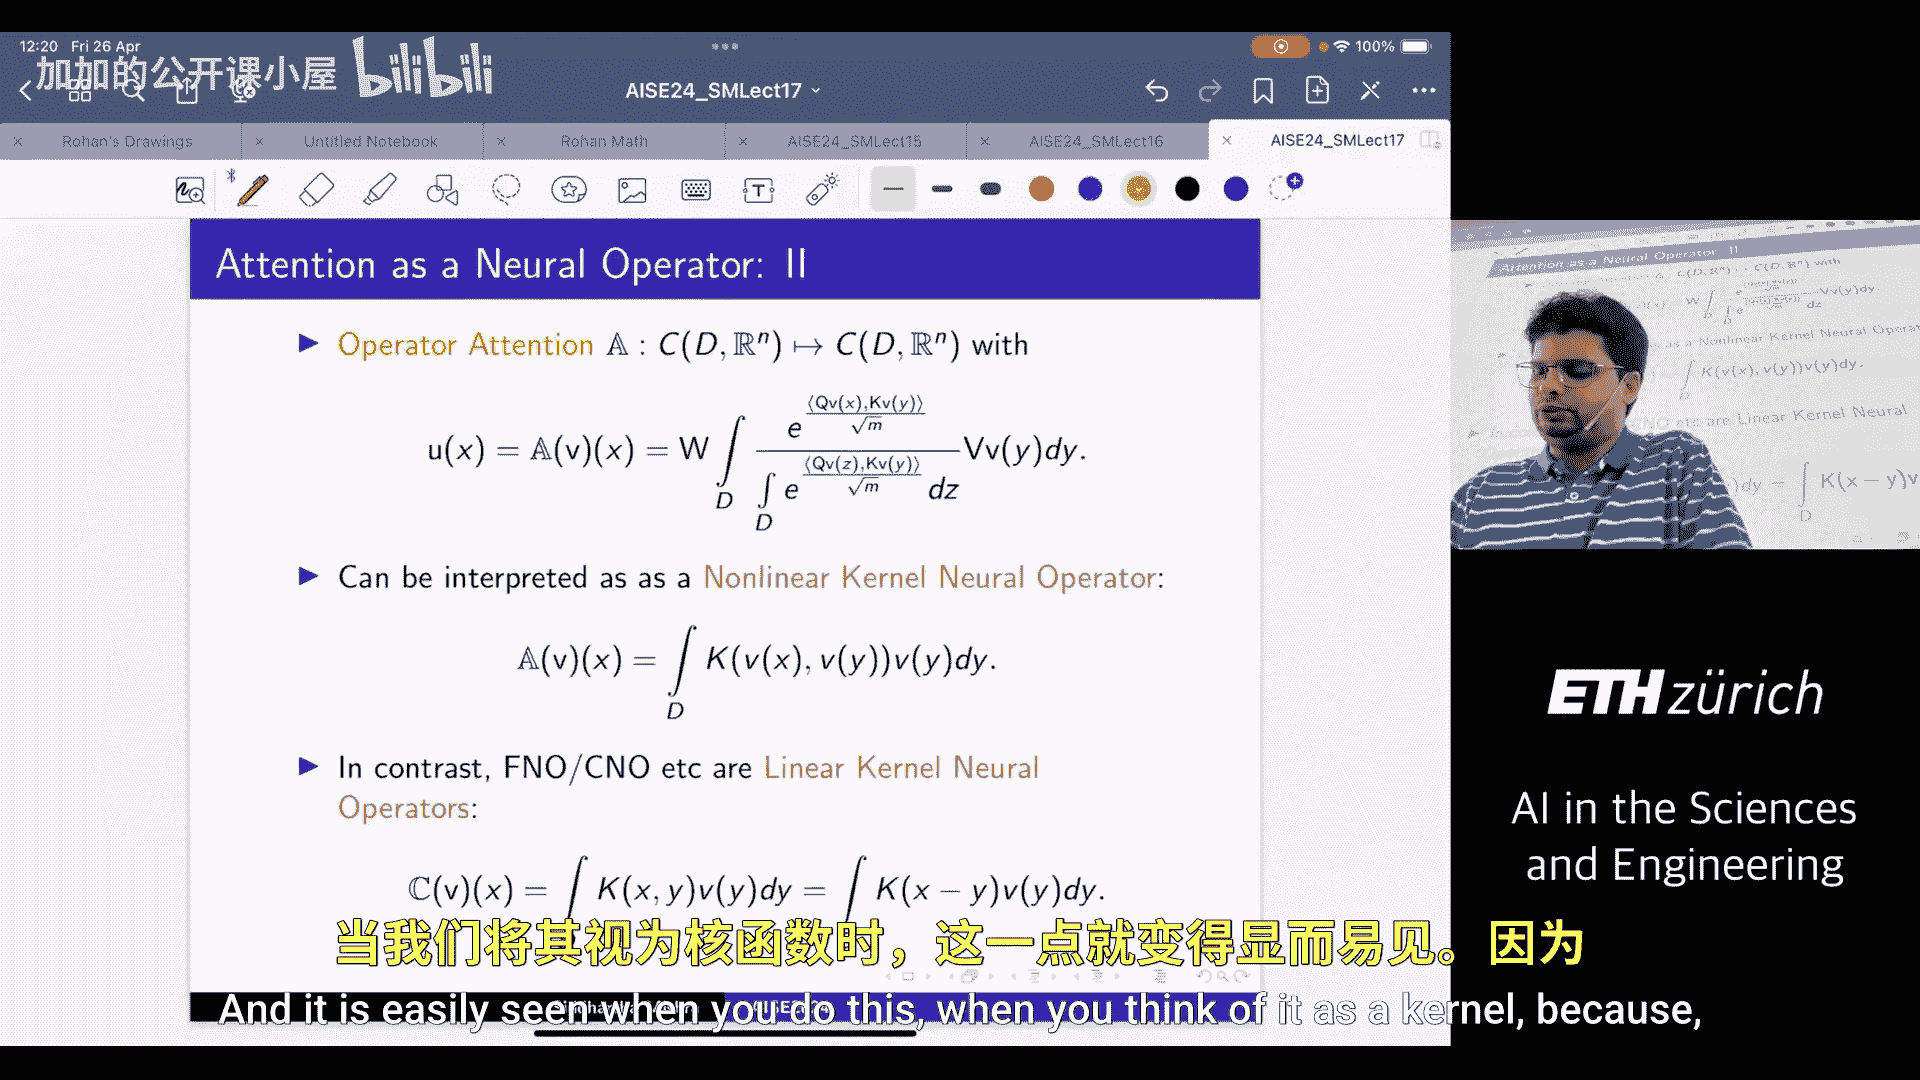 12:20 Fri 26 Apr
100%
加加的公开课小屋 bilibili
AISE24_SMLect17
Rohan's Drawings
Untitled Notebook
Rohan Math
AISE24_SMLect15
AISE24_SMLect16
AISE24_SMLect17
Attention as a Neural Operator: II
▶ Operator Attention 𝔸 : C(D, ℝⁿ) ↦ C(D, ℝⁿ) with
u(x) = 𝔸(v)(x) = W ∫_D e^{⟨Qv(x),Kv(y)⟩/√m} / ∫_D e^{⟨Qv(z),Kv(y)⟩/√m} dz Vv(y)dy.
▶ Can be interpreted as as a Nonlinear Kernel Neural Operator:
𝔸(v)(x) = ∫_D K(v(x), v(y))v(y)dy.
▶ In contrast, FNO/CNO etc are Linear Kernel Neural
Operators:
ℂ(v)(x) = ∫ K(x, y)v(y)dy = ∫ K(x − y)v(y)dy.
当我们将其视为核函数时，这一点就变得显而易见。因为
And it is easily seen when you do this, when you think of it as a kernel, because,
ETH zürich
AI in the Sciences
and Engineering